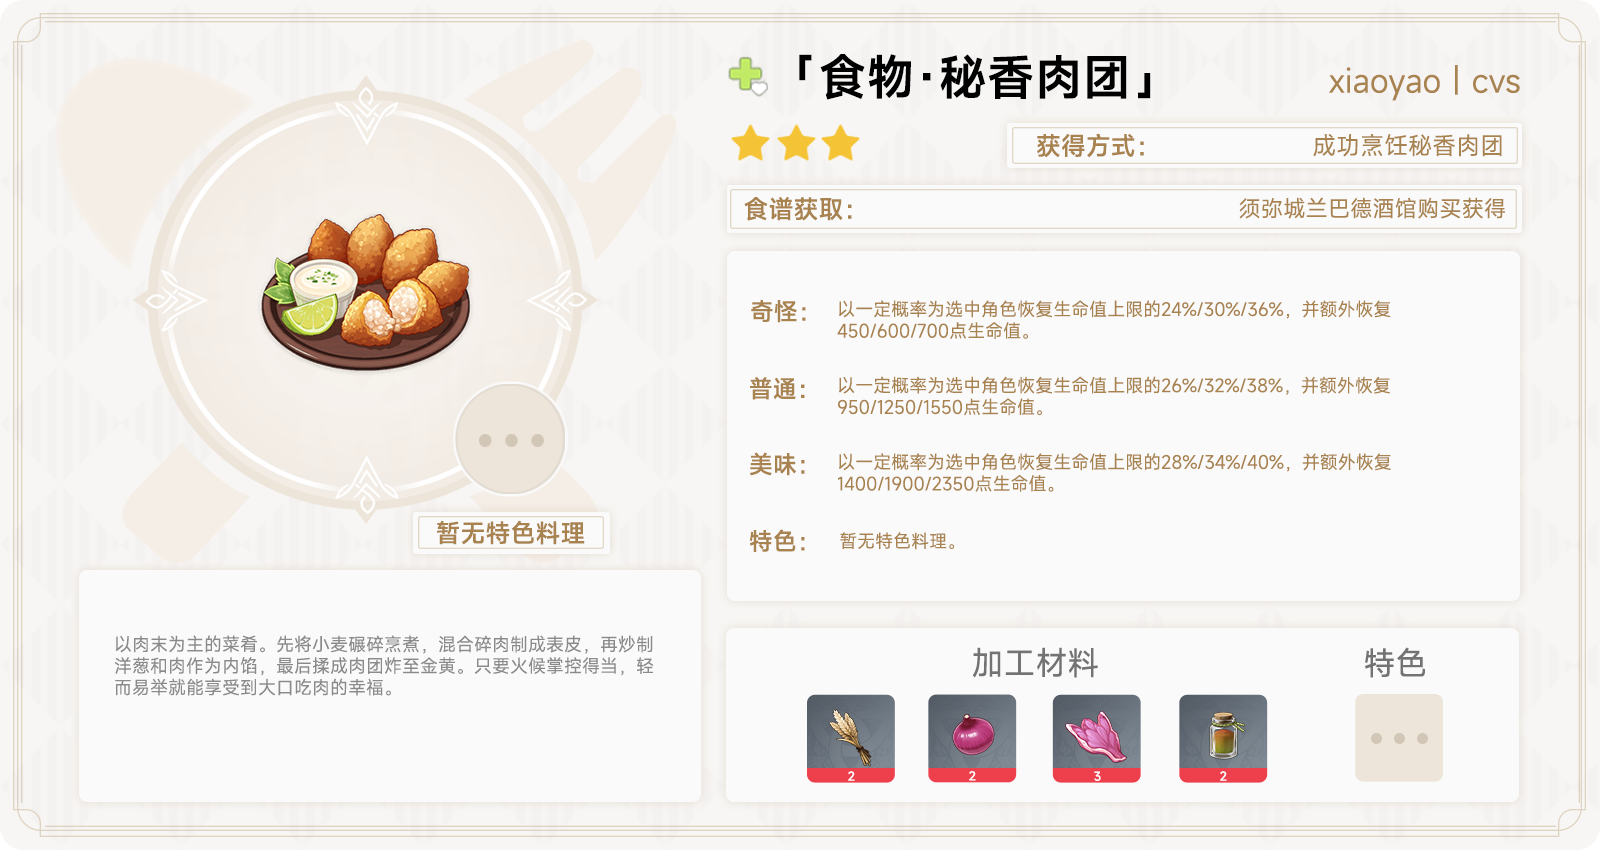 「食物·秘香肉团」
xiaoyao | cvs
获得方式：
成功烹饪秘香肉团
食谱获取：
须弥城兰巴德酒馆购买获得
奇怪：
以一定概率为选中角色恢复生命值上限的24%/30%/36%，并额外恢复
450/600/700点生命值。
普通：
以一定概率为选中角色恢复生命值上限的26%/32%/38%，并额外恢复
950/1250/1550点生命值。
美味：
以一定概率为选中角色恢复生命值上限的28%/34%/40%，并额外恢复
1400/1900/2350点生命值。
特色：
暂无特色料理。
暂无特色料理
以肉末为主的菜肴。先将小麦碾碎烹煮，混合碎肉制成表皮，再炒制
洋葱和肉作为内馅，最后揉成肉团炸至金黄。只要火候掌控得当，轻
而易举就能享受到大口吃肉的幸福。
加工材料
特色
2
2
3
2